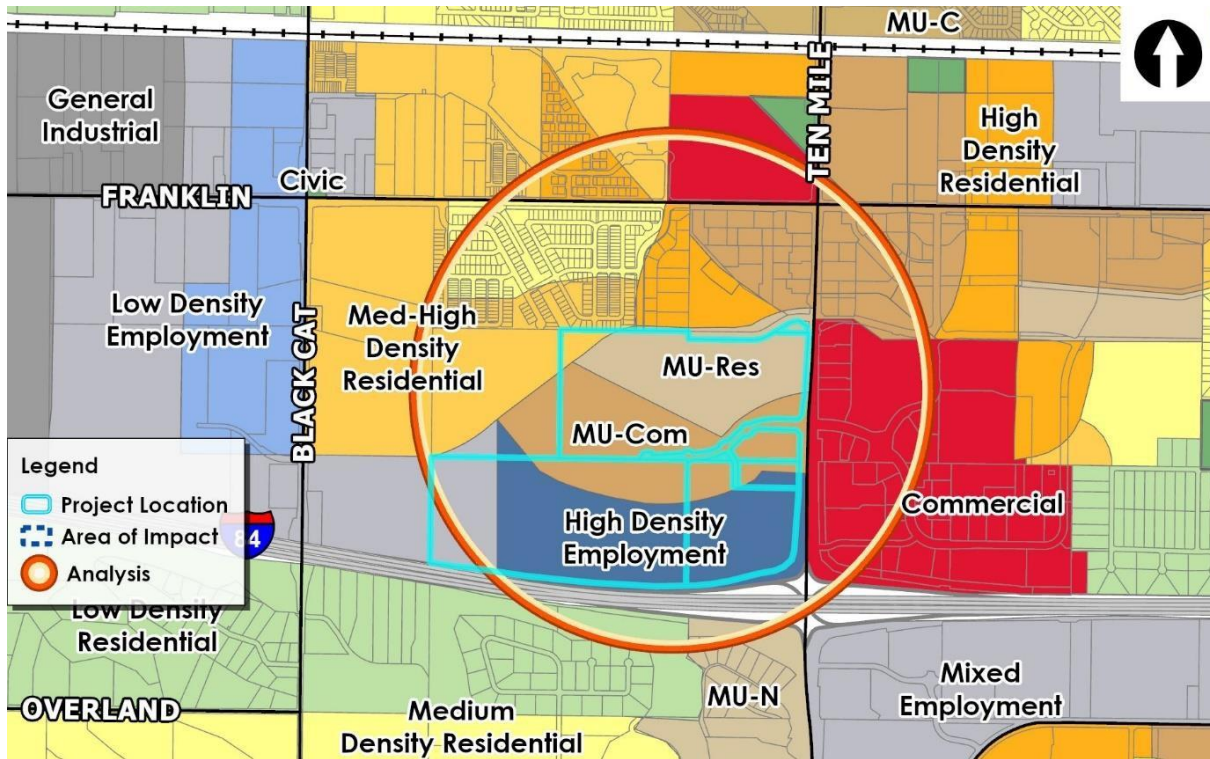 MU-C
TEN MILE
General
Industrial
High
Density
Residential
Civic
FRANKLIN
Low Density
Employment
BLACK CAT
Med-High
Density
Residential
MU-Res
MU-Com
Commercial
High Density
Employment
Legend
Project Location
Area of Impact
Analysis
84
Low Density
Residential
OVERLAND
Medium
Density Residential
MU-N
Mixed
Employment